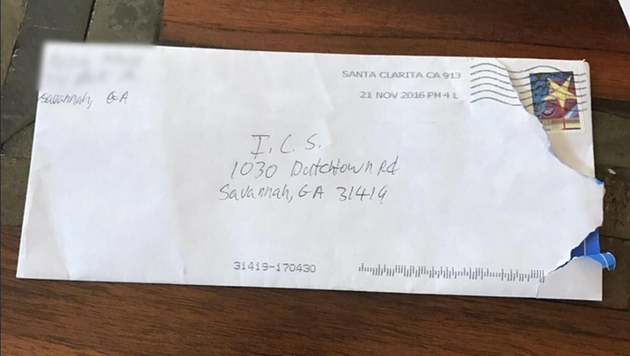 Savannah, GA
SANTA CLARITA CA 913
21 NOV 2016 PM 4 L
I. C. S.
1030 Dutchtown Rd
Savannah, GA 31419
31419-170430